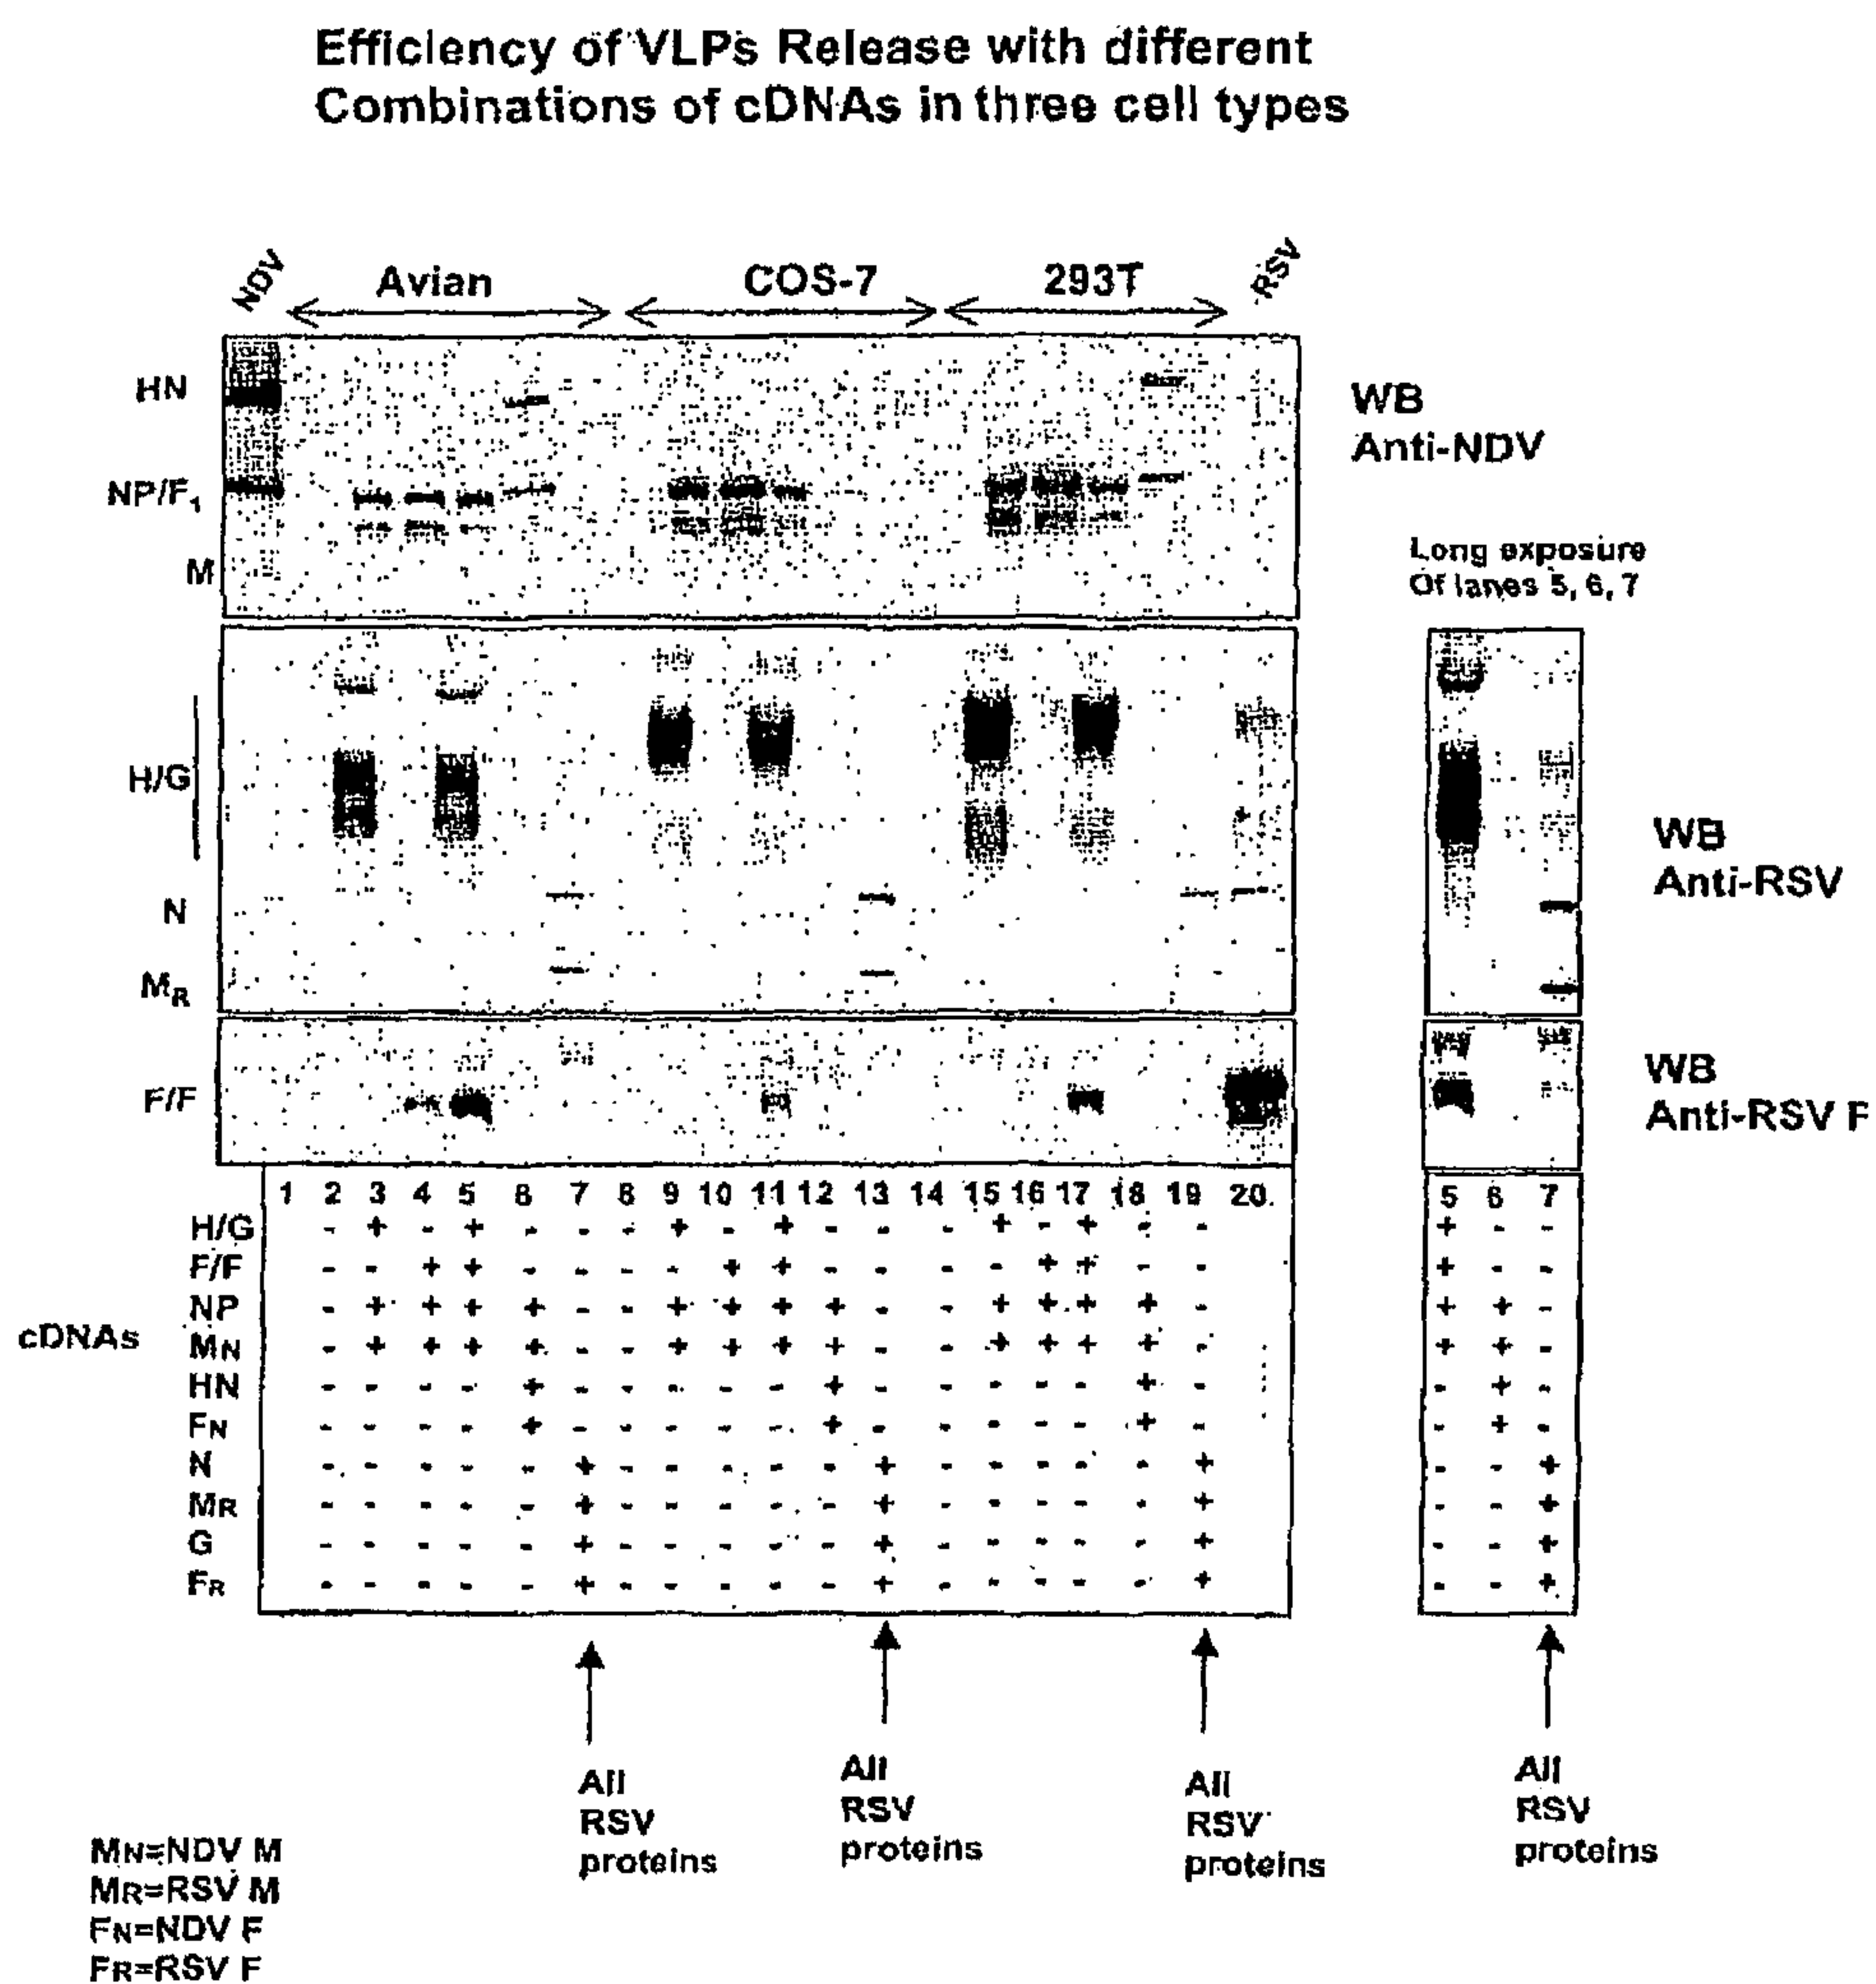 Efficiency of VLPs Release with different
Combinations of cDNAs in three cell types
NDV Avian COS-7 293T RSV
HN
NP/F1
M
WB
Anti-NDV
Long exposure
Of lanes 5, 6, 7
H/G
N
MR
WB
Anti-RSV
F/F
WB
Anti-RSV F
1 2 3 4 5 6 7 8 9 10 11 12 13 14 15 16 17 18 19 20. 5 6 7
H/G - + - + - - - + - + - - - + - + - - + - -
F/F - - + + - - - - + + - - - - + + - - + - -
NP - + + + + - - + + + + - - + + + + - + + -
cDNAs MN - + + + + - - + + + + - - + + + + - + + -
HN - - - - + - - - - - + - - - - - + - - + -
FN - - - - + - - - - - + - - - - - + - - + -
N - - - - - + - - - - - + - - - - - + - - +
MR - - - - - + - - - - - + - - - - - + - - +
G - - - - - + - - - - - + - - - - - + - - +
FR - - - - - + - - - - - + - - - - - + - - +
All
RSV
proteins
All
RSV
proteins
All
RSV
proteins
All
RSV
proteins
MN=NDV M
MR=RSV M
FN=NDV F
FR=RSV F